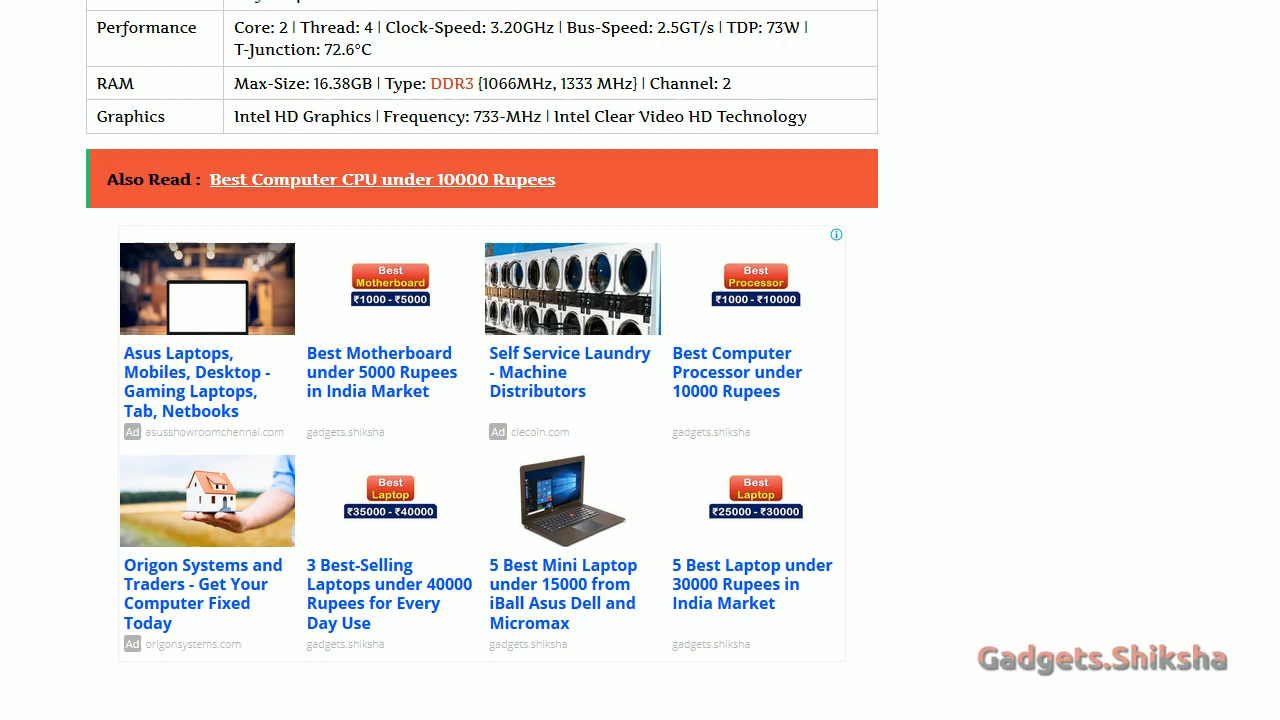 Performance
Core: 2 | Thread: 4 | Clock-Speed: 3.20GHz | Bus-Speed: 2.5GT/s | TDP: 73W |
T-Junction: 72.6°C
RAM
Max-Size: 16.38GB | Type: DDR3 {1066MHz, 1333 MHz} | Channel: 2
Graphics
Intel HD Graphics | Frequency: 733-MHz | Intel Clear Video HD Technology
Also Read : Best Computer CPU under 10000 Rupees
Asus Laptops,
Mobiles, Desktop -
Gaming Laptops,
Tab, Netbooks
Ad asusshowroomchennai.com
Best
Motherboard
₹1000 - ₹5000
Best Motherboard
under 5000 Rupees
in India Market
gadgets.shiksha
Self Service Laundry
- Machine
Distributors
Ad clecoin.com
Best
Processor
₹1000 - ₹10000
Best Computer
Processor under
10000 Rupees
gadgets.shiksha
Origon Systems and
Traders - Get Your
Computer Fixed
Today
Ad origonsystems.com
Best
Laptop
₹35000 - ₹40000
3 Best-Selling
Laptops under 40000
Rupees for Every
Day Use
gadgets.shiksha
5 Best Mini Laptop
under 15000 from
iBall Asus Dell and
Micromax
gadgets.shiksha
Best
Laptop
₹25000 - ₹30000
5 Best Laptop under
30000 Rupees in
India Market
gadgets.shiksha
Gadgets.Shiksha